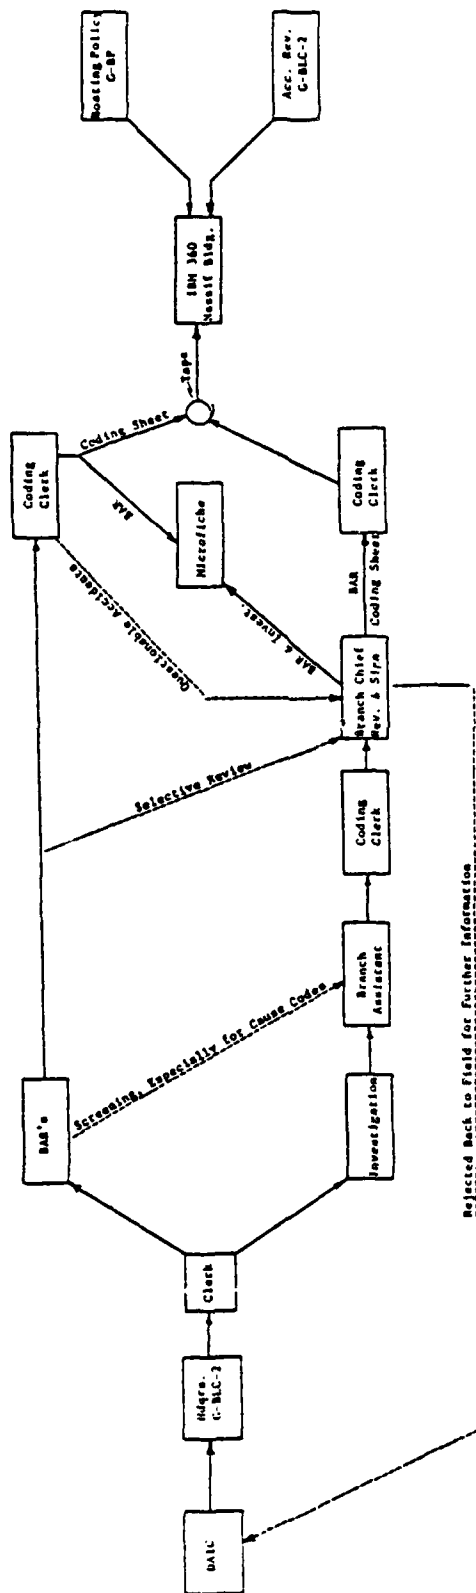 DAIC
Hdqrs.
G-BLC-2
Clerk
BAR's
Investigation
Screening, Especially for Cause Codes
Branch
Assistant
Coding
Clerk
Selective Review
Branch Chief
Rev. & Sign
Questionable Accidents
Coding
Clerk
BAR
Coding Sheet
BAR & Invest.
Microfiche
BAR
Coding Sheet
Coding
Clerk
Tape
IBM 360
Nassif Bldg.
Boating Policy
G-BP
Acc. Rev.
G-BLC-2
Rejected Back to Field for Further Information